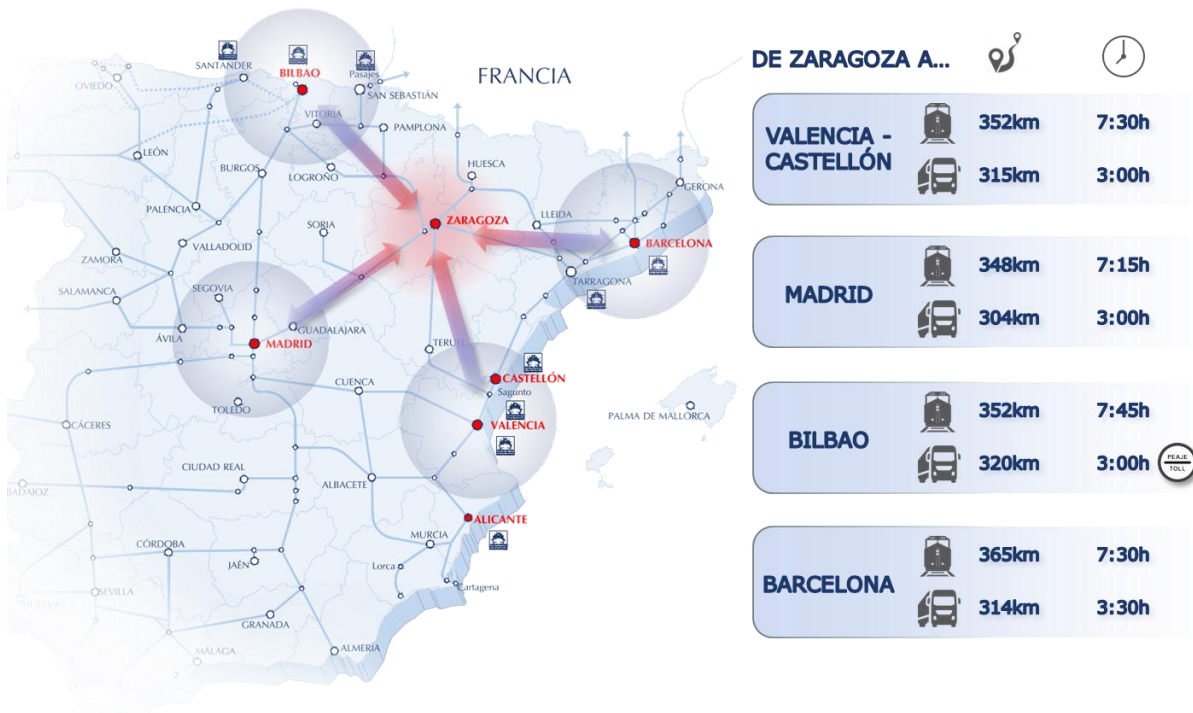 SANTANDER
BILBAO
Pasajes
SAN SEBASTIÁN
FRANCIA
OVIEDO
VITORIA
PAMPLONA
LEÓN
BURGOS
LOGROÑO
HUESCA
GERONA
PALENCIA
SORIA
ZARAGOZA
LLEIDA
BARCELONA
VALLADOLID
ZAMORA
TARRAGONA
SALAMANCA
SEGOVIA
GUADALAJARA
ÁVILA
MADRID
TERUEL
CASTELLÓN
CUENCA
Sagunto
TOLEDO
PALMA DE MALLORCA
CÁCERES
VALENCIA
CIUDAD REAL
ALBACETE
BADAJOZ
ALICANTE
CÓRDOBA
MURCIA
JAÉN
Lorca
Cartagena
SEVILLA
HUELVA
GRANADA
MÁLAGA
ALMERÍA
DE ZARAGOZA A...
VALENCIA -
CASTELLÓN
352km 7:30h
315km 3:00h
MADRID
348km 7:15h
304km 3:00h
BILBAO
352km 7:45h
320km 3:00h
PEAJE
TOLL
BARCELONA
365km 7:30h
314km 3:30h